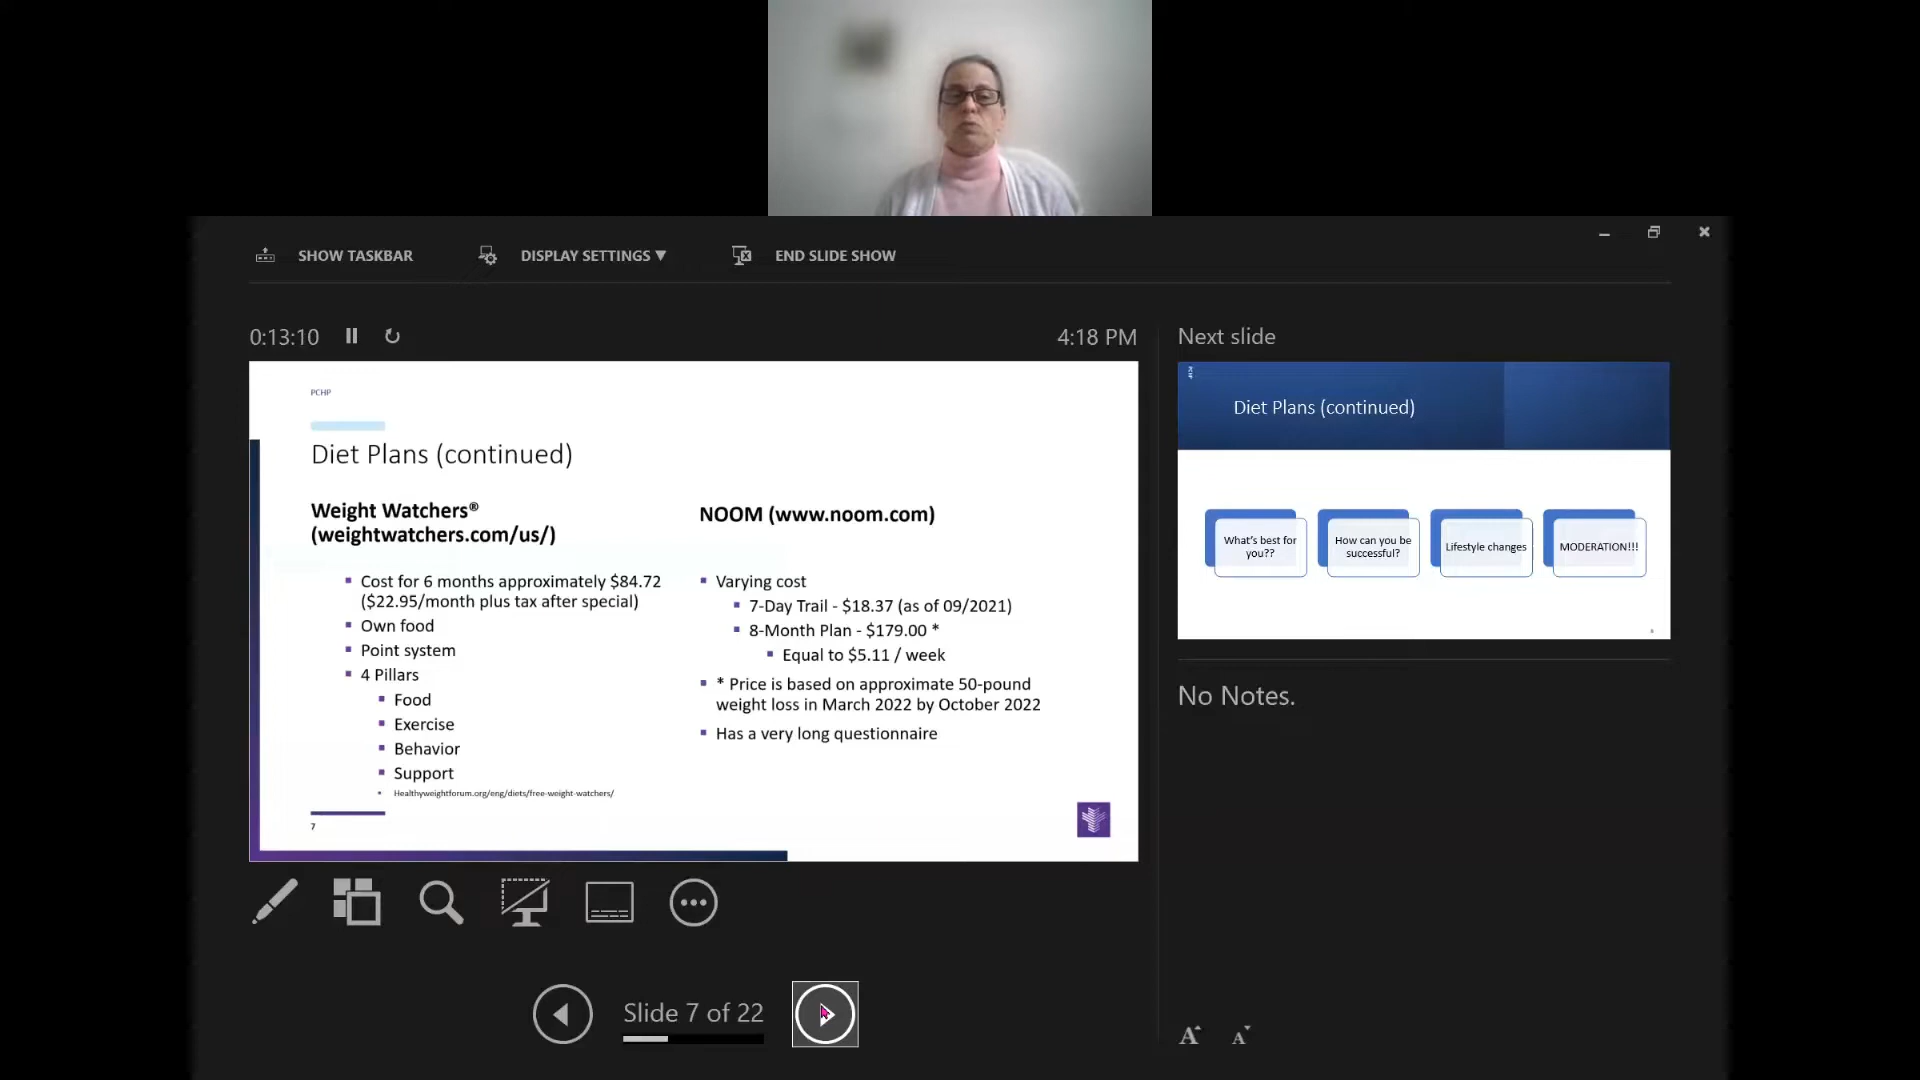 SHOW TASKBAR
DISPLAY SETTINGS ▼
END SLIDE SHOW
0:13:10
4:18 PM
PCHP
Diet Plans (continued)
Weight Watchers®
(weightwatchers.com/us/)
Cost for 6 months approximately $84.72
($22.95/month plus tax after special)
Own food
Point system
4 Pillars
Food
Exercise
Behavior
Support
Healthyweightforum.org/eng/diets/free-weight-watchers/
7
NOOM (www.noom.com)
Varying cost
7-Day Trail - $18.37 (as of 09/2021)
8-Month Plan - $179.00 *
Equal to $5.11 / week
* Price is based on approximate 50-pound
weight loss in March 2022 by October 2022
Has a very long questionnaire
Next slide
PCHP
Diet Plans (continued)
What's best for
you??
How can you be
successful?
Lifestyle changes
MODERATION!!!
8
No Notes.
Slide 7 of 22
A A